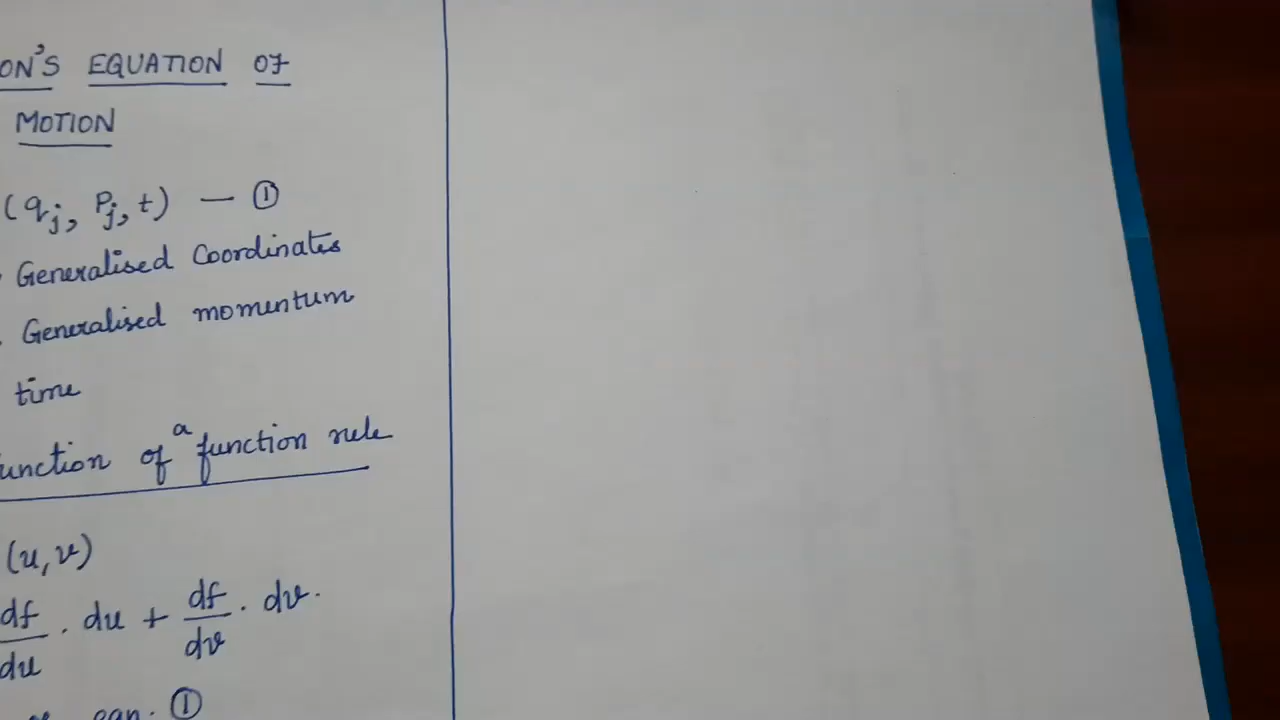 ON'S EQUATION OF
MOTION
(qj, Pj, t) — ①
Generalised Coordinates
Generalised momentum
time
unction of a function rule
(u, v)
df/du . du + df/dv . dv.
eqn. ①